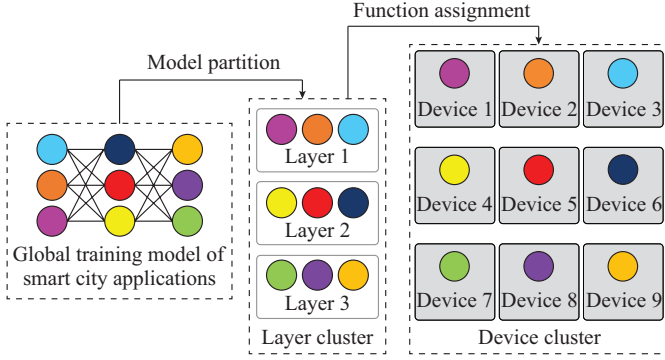 Function assignment
Model partition
Device 1 Device 2 Device 3
Layer 1
Device 4 Device 5 Device 6
Layer 2
Global training model of
smart city applications
Device 7 Device 8 Device 9
Layer 3
Layer cluster
Device cluster